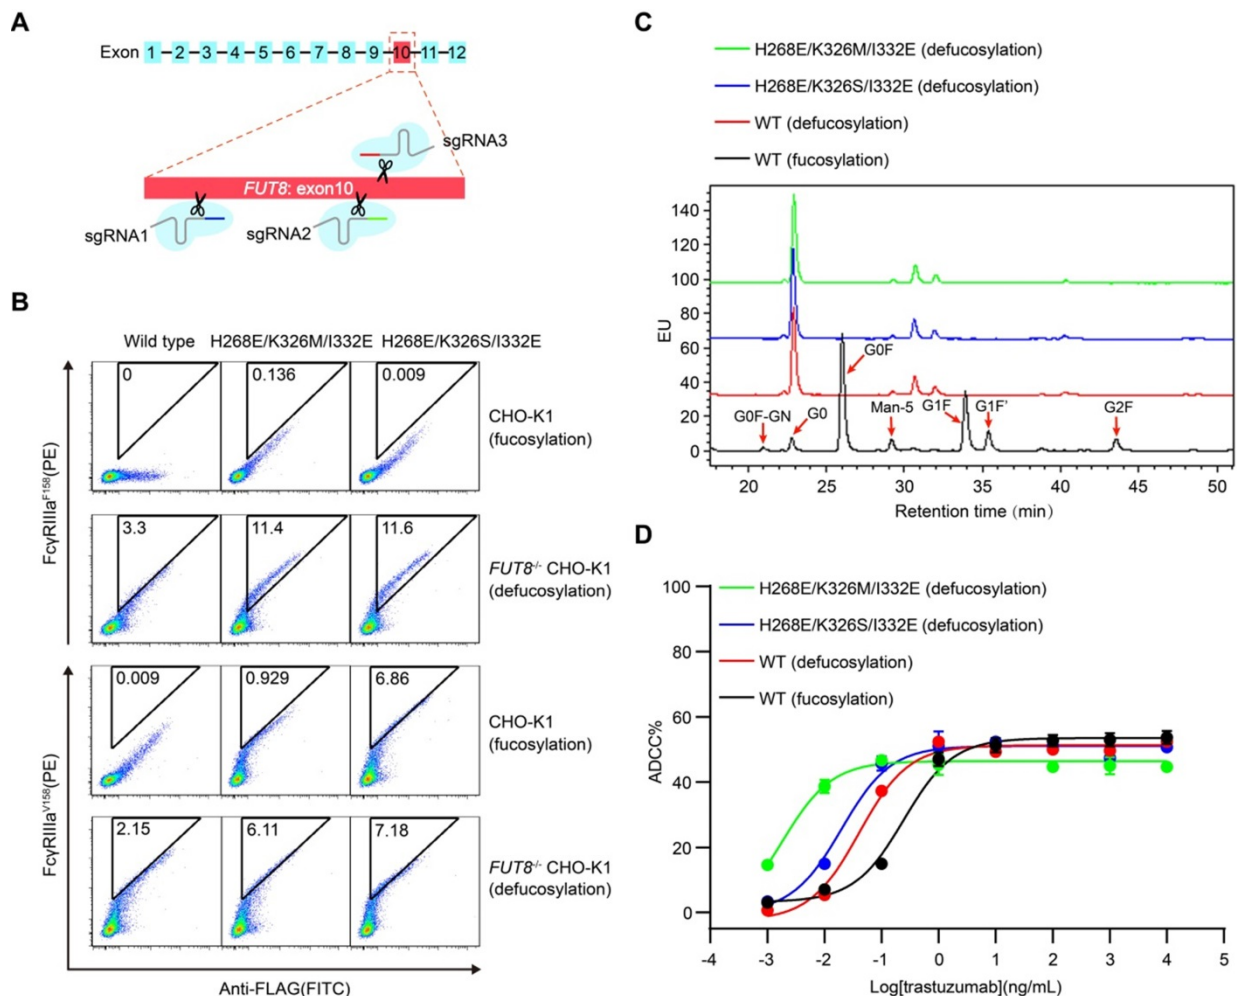 A
Exon 1 2 3 4 5 6 7 8 9 10 11 12
sgRNA3
FUT8: exon10
sgRNA1
sgRNA2
B
Wild type H268E/K326M/I332E H268E/K326S/I332E
FcγRIIIaF158(PE)
0 0.136 0.009
CHO-K1
(fucosylation)
3.3 11.4 11.6
FUT8-/- CHO-K1
(defucosylation)
FcγRIIIaV158(PE)
0.009 0.929 6.86
CHO-K1
(fucosylation)
2.15 6.11 7.18
FUT8-/- CHO-K1
(defucosylation)
Anti-FLAG(FITC)
C
H268E/K326M/I332E (defucosylation)
H268E/K326S/I332E (defucosylation)
WT (defucosylation)
WT (fucosylation)
EU
140
120
100
80
60
40
20
0
G0F-GN
G0
G0F
Man-5
G1F
G1F'
G2F
20 25 30 35 40 45 50
Retention time (min)
D
H268E/K326M/I332E (defucosylation)
H268E/K326S/I332E (defucosylation)
WT (defucosylation)
WT (fucosylation)
ADCC%
100
80
60
40
20
0
-4 -3 -2 -1 0 1 2 3 4 5
Log[trastuzumab](ng/mL)